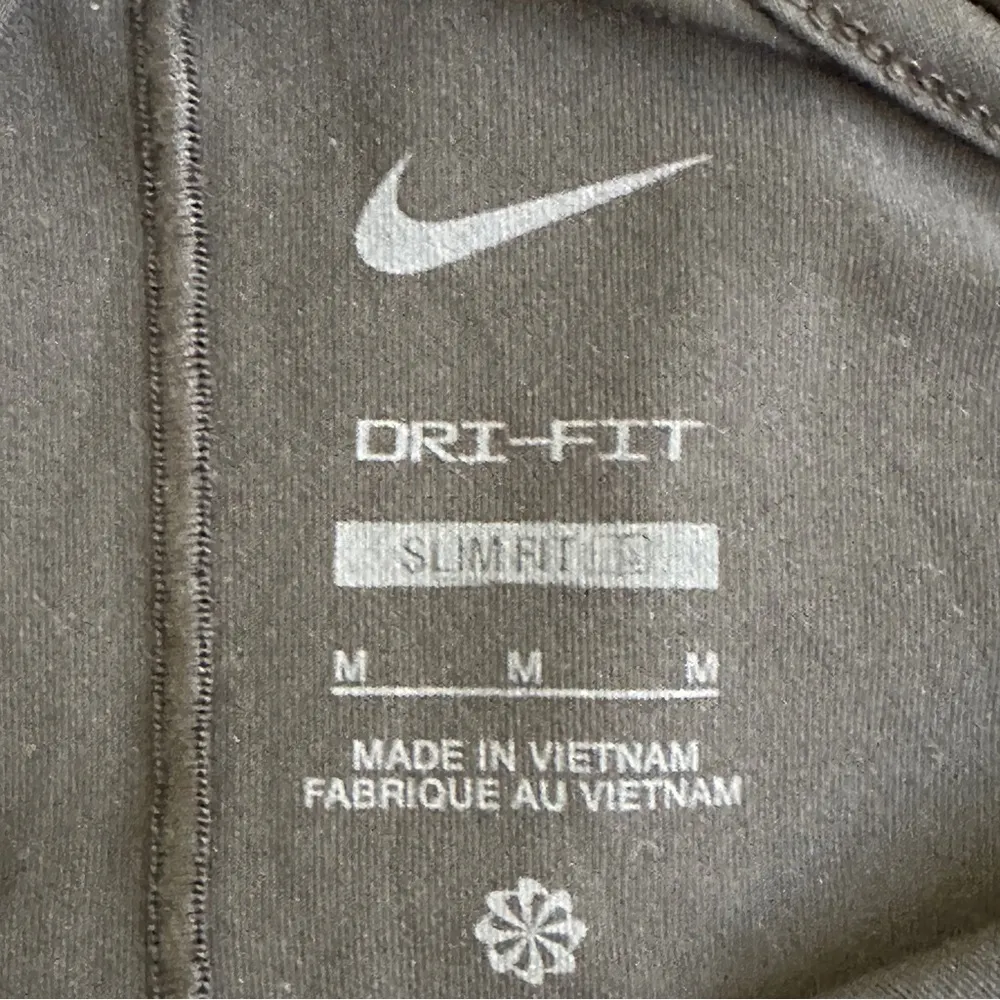 DRI-FIT
SLIM FIT
M M M
MADE IN VIETNAM
FABRIQUE AU VIETNAM